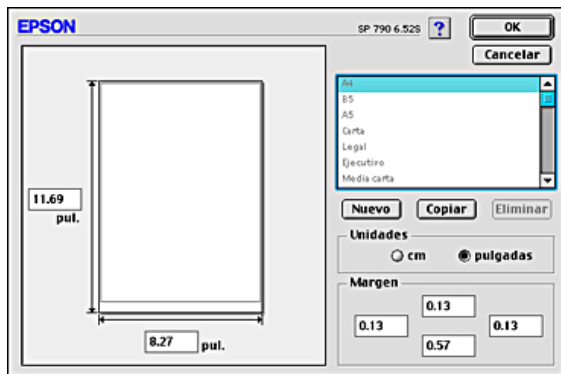 EPSON
SP 790 6.52S
?
OK
Cancelar
A4
B5
A5
Carta
Legal
Ejecutivo
Media carta
11.69
pul.
8.27 pul.
Nuevo
Copiar
Eliminar
Unidades
cm
pulgadas
Margen
0.13
0.13
0.13
0.57